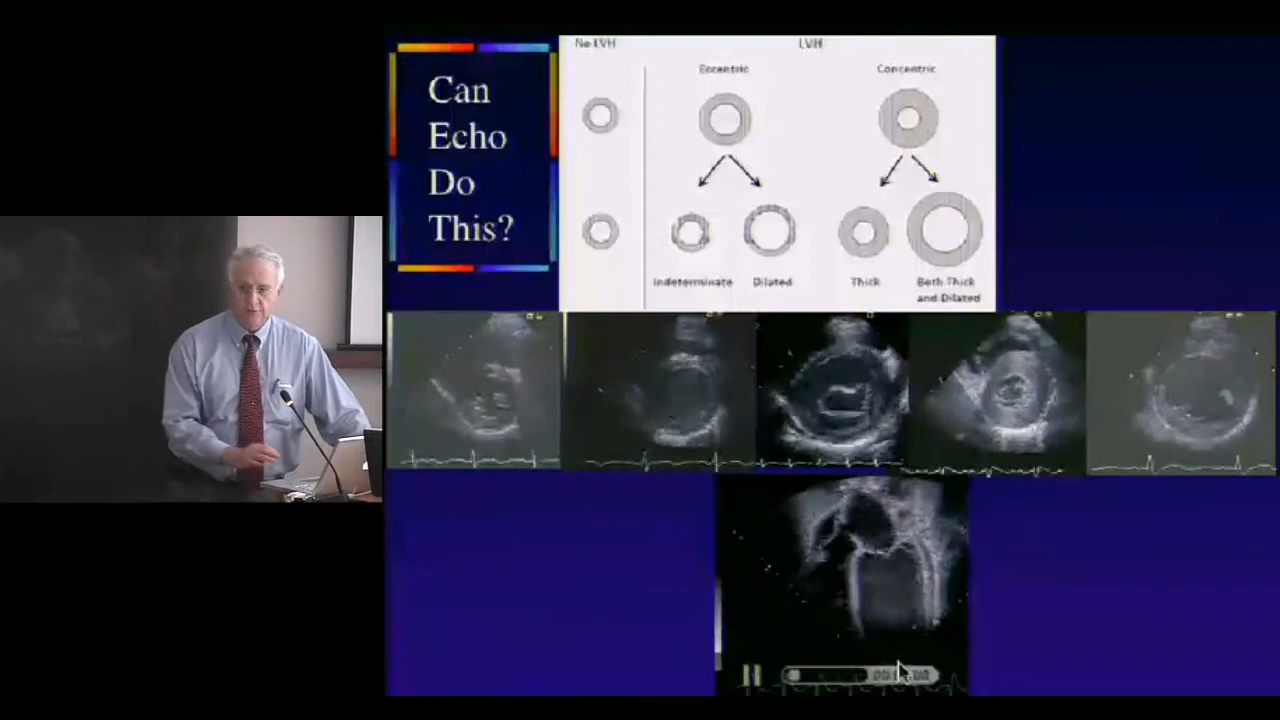 Can
Echo
Do
This?
No LVH
LVH
Eccentric
Concentric
Indeterminate
Dilated
Thick
Both Thick
and Dilated